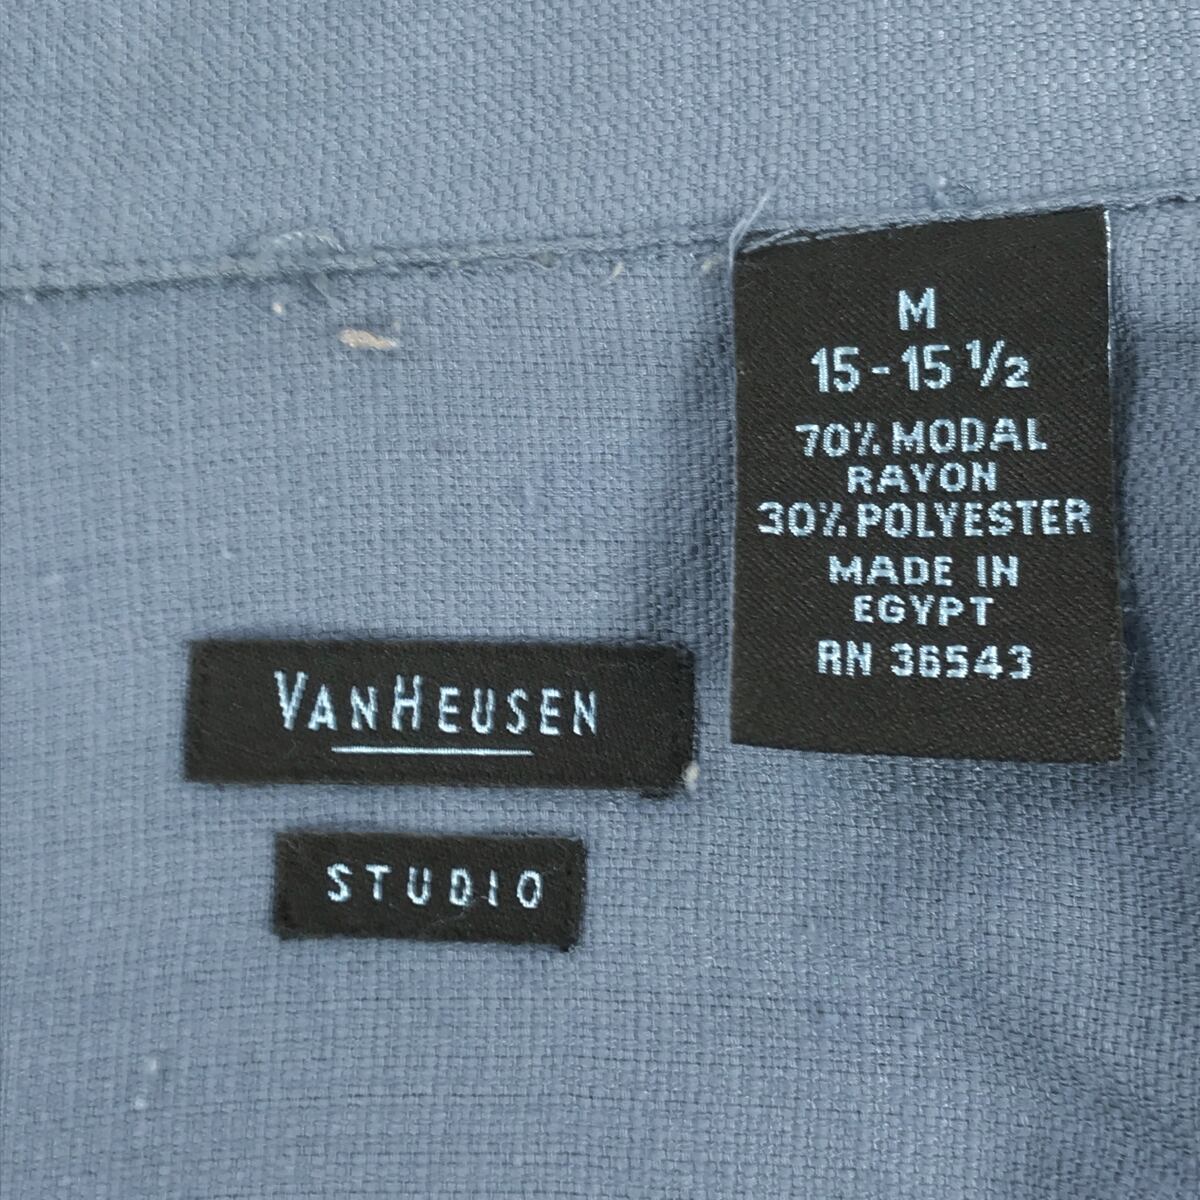 M
15-15 1/2
70% MODAL
RAYON
30% POLYESTER
MADE IN
EGYPT
RN 36543
VANHEUSEN
STUDIO